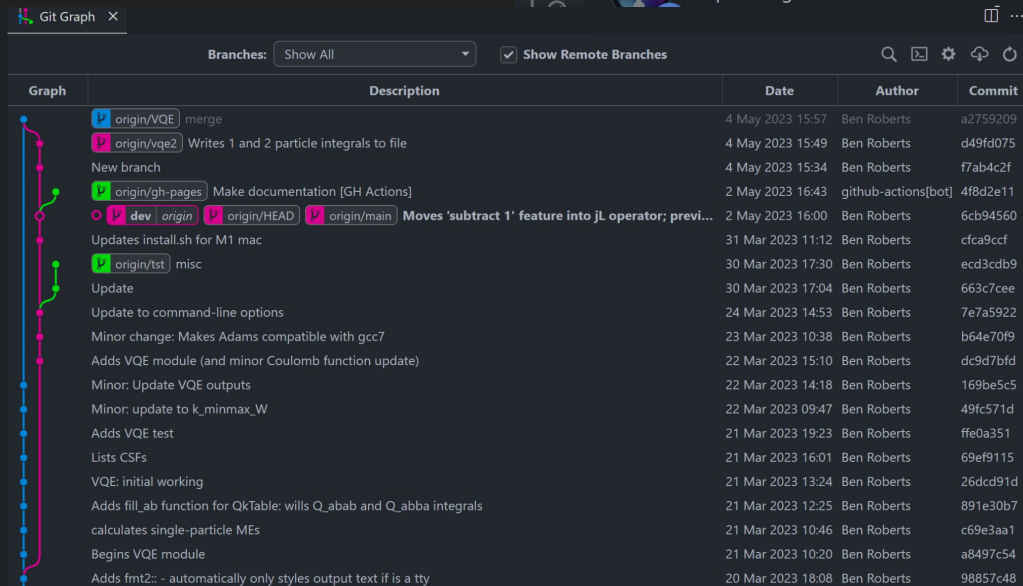 Git Graph
Branches: Show All Show Remote Branches
Graph Description Date Author Commit
origin/VQE merge 4 May 2023 15:57 Ben Roberts a2759209
origin/vqe2 Writes 1 and 2 particle integrals to file 4 May 2023 15:49 Ben Roberts d49fd075
New branch 4 May 2023 15:34 Ben Roberts f7ab4c2f
origin/gh-pages Make documentation [GH Actions] 2 May 2023 16:43 github-actions[bot] 4f8d2e11
dev origin origin/HEAD origin/main Moves 'subtract 1' feature into jL operator; previ... 2 May 2023 16:00 Ben Roberts 6cb94560
Updates install.sh for M1 mac 31 Mar 2023 11:12 Ben Roberts cfca9ccf
origin/tst misc 30 Mar 2023 17:30 Ben Roberts ecd3cdb9
Update 30 Mar 2023 17:04 Ben Roberts 663c7cee
Update to command-line options 24 Mar 2023 14:53 Ben Roberts 7e7a5922
Minor change: Makes Adams compatible with gcc7 23 Mar 2023 10:38 Ben Roberts b64e70f9
Adds VQE module (and minor Coulomb function update) 22 Mar 2023 15:10 Ben Roberts dc9d7bfd
Minor: Update VQE outputs 22 Mar 2023 14:18 Ben Roberts 169be5c5
Minor: update to k_minmax_W 22 Mar 2023 09:47 Ben Roberts 49fc571d
Adds VQE test 21 Mar 2023 19:23 Ben Roberts ffe0a351
Lists CSFs 21 Mar 2023 16:01 Ben Roberts 69ef9115
VQE: initial working 21 Mar 2023 13:24 Ben Roberts 26dcd91d
Adds fill_ab function for QkTable: wills Q_abab and Q_abba integrals 21 Mar 2023 12:25 Ben Roberts 891e30b7
calculates single-particle MEs 21 Mar 2023 10:46 Ben Roberts c69e3aa1
Begins VQE module 21 Mar 2023 10:20 Ben Roberts a8497c54
Adds fmt2:: - automatically only styles output text if is a tty 20 Mar 2023 18:08 Ben Roberts 98857c48